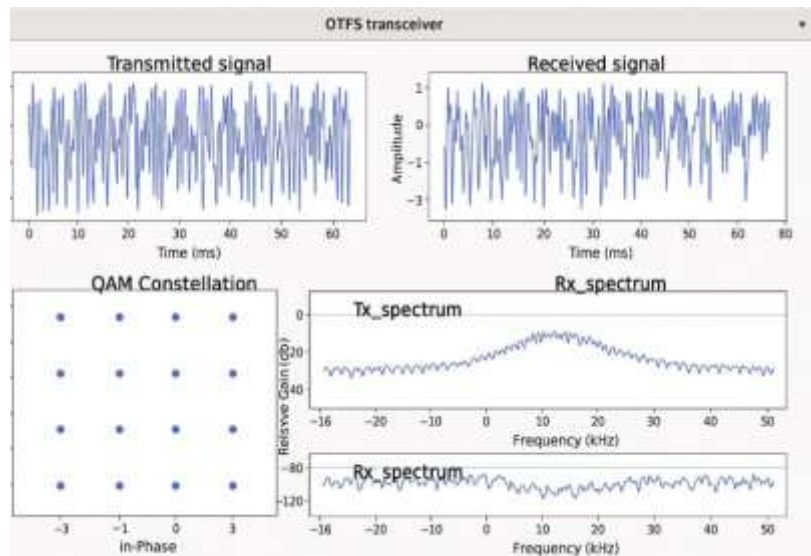 OTFS transceiver
Transmitted signal
0 10 20 30 40 50 60
Time (ms)
Received signal
Amplitude
1
0
−1
−3
0 10 20 30 40 50 60 66 80
Time (ms)
QAM Constellation
−3 −1 0 3
in-Phase
Rx_spectrum
Tx_spectrum
0
20
40
−16 −20 −10 0 10 20 30 40 50 51
Frequency (kHz)
−80
−120
Rx_spectrum
−16 −20 −10 0 10 20 30 40 50 51
Frequency (kHz)